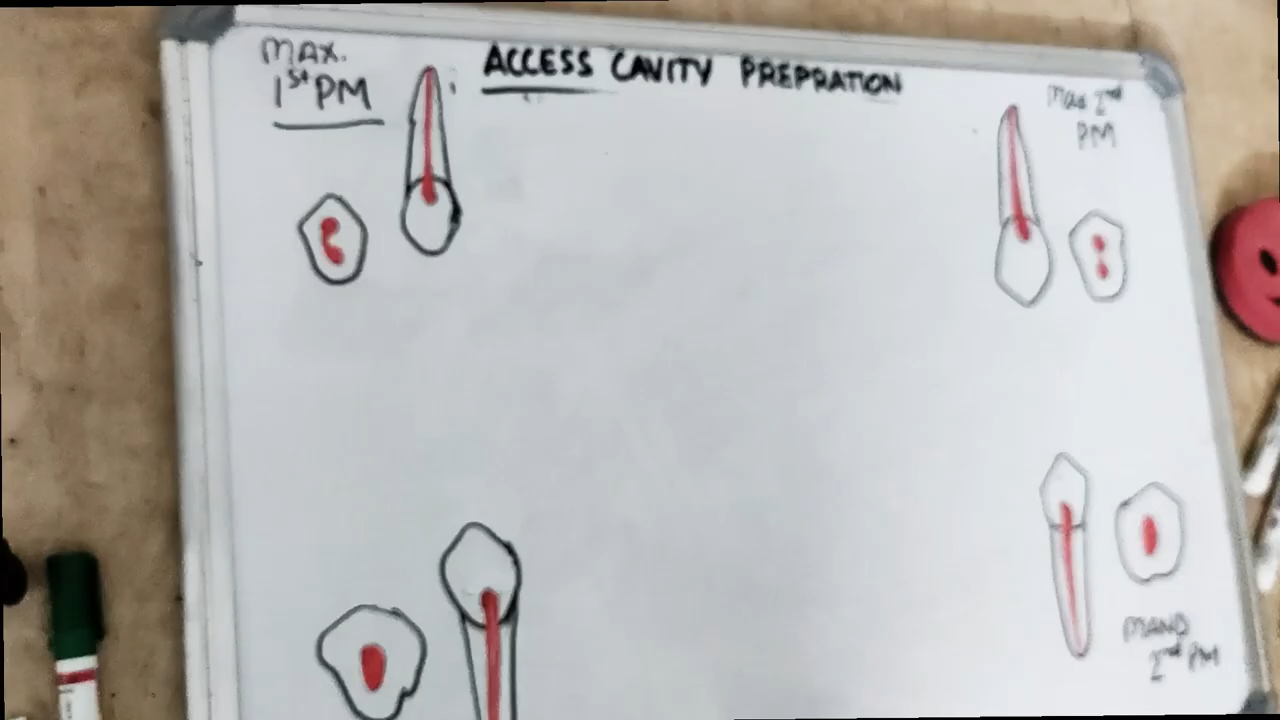 MAX.
1st PM
ACCESS CAVITY PREPRATION
Max 2nd
PM
MAND
2nd PM